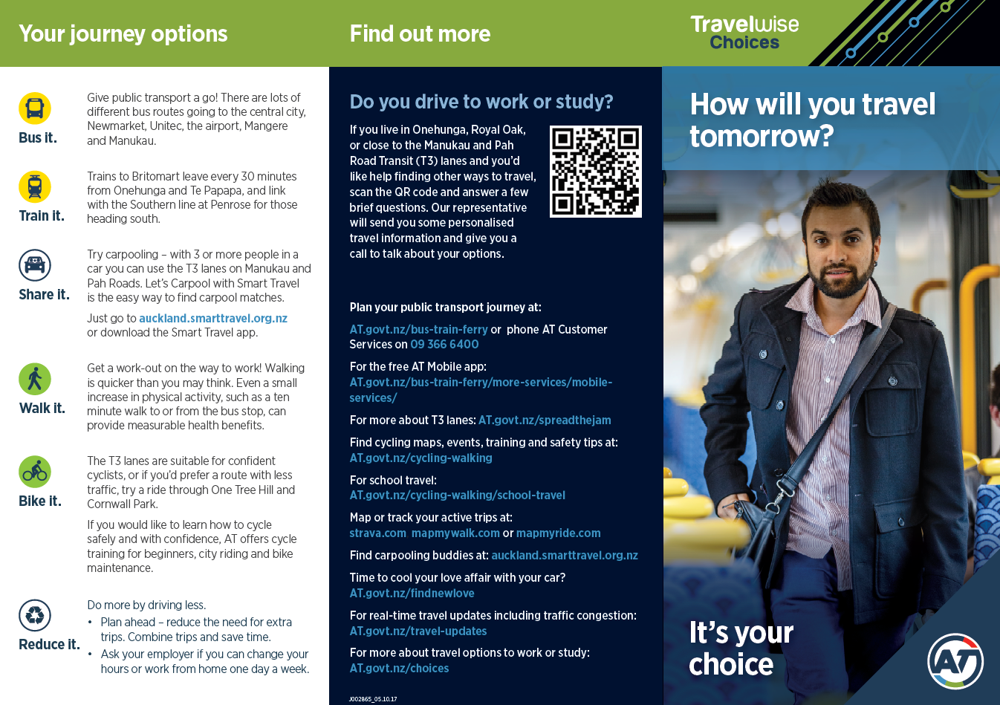 Your journey options
Bus it.
Give public transport a go! There are lots of
different bus routes going to the central city,
Newmarket, Unitec, the airport, Mangere
and Manukau.
Train it.
Trains to Britomart leave every 30 minutes
from Onehunga and Te Papapa, and link
with the Southern line at Penrose for those
heading south.
Share it.
Try carpooling – with 3 or more people in a
car you can use the T3 lanes on Manukau and
Pah Roads. Let's Carpool with Smart Travel
is the easy way to find carpool matches.
Just go to auckland.smarttravel.org.nz
or download the Smart Travel app.
Walk it.
Get a work-out on the way to work! Walking
is quicker than you may think. Even a small
increase in physical activity, such as a ten
minute walk to or from the bus stop, can
provide measurable health benefits.
Bike it.
The T3 lanes are suitable for confident
cyclists, or if you'd prefer a route with less
traffic, try a ride through One Tree Hill and
Cornwall Park.
If you would like to learn how to cycle
safely and with confidence, AT offers cycle
training for beginners, city riding and bike
maintenance.
Reduce it.
Do more by driving less.
• Plan ahead – reduce the need for extra
trips. Combine trips and save time.
• Ask your employer if you can change your
hours or work from home one day a week.
Find out more
Do you drive to work or study?
If you live in Onehunga, Royal Oak,
or close to the Manukau and Pah
Road Transit (T3) lanes and you'd
like help finding other ways to travel,
scan the QR code and answer a few
brief questions. Our representative
will send you some personalised
travel information and give you a
call to talk about your options.
Plan your public transport journey at:
AT.govt.nz/bus-train-ferry or phone AT Customer
Services on 09 366 6400
For the free AT Mobile app:
AT.govt.nz/bus-train-ferry/more-services/mobile-
services/
For more about T3 lanes: AT.govt.nz/spreadthejam
Find cycling maps, events, training and safety tips at:
AT.govt.nz/cycling-walking
For school travel:
AT.govt.nz/cycling-walking/school-travel
Map or track your active trips at:
strava.com mapmywalk.com or mapmyride.com
Find carpooling buddies at: auckland.smarttravel.org.nz
Time to cool your love affair with your car?
AT.govt.nz/findnewlove
For real-time travel updates including traffic congestion:
AT.govt.nz/travel-updates
For more about travel options to work or study:
AT.govt.nz/choices
J002865_05.10.17
Travelwise
Choices
How will you travel
tomorrow?
It's your
choice
AT